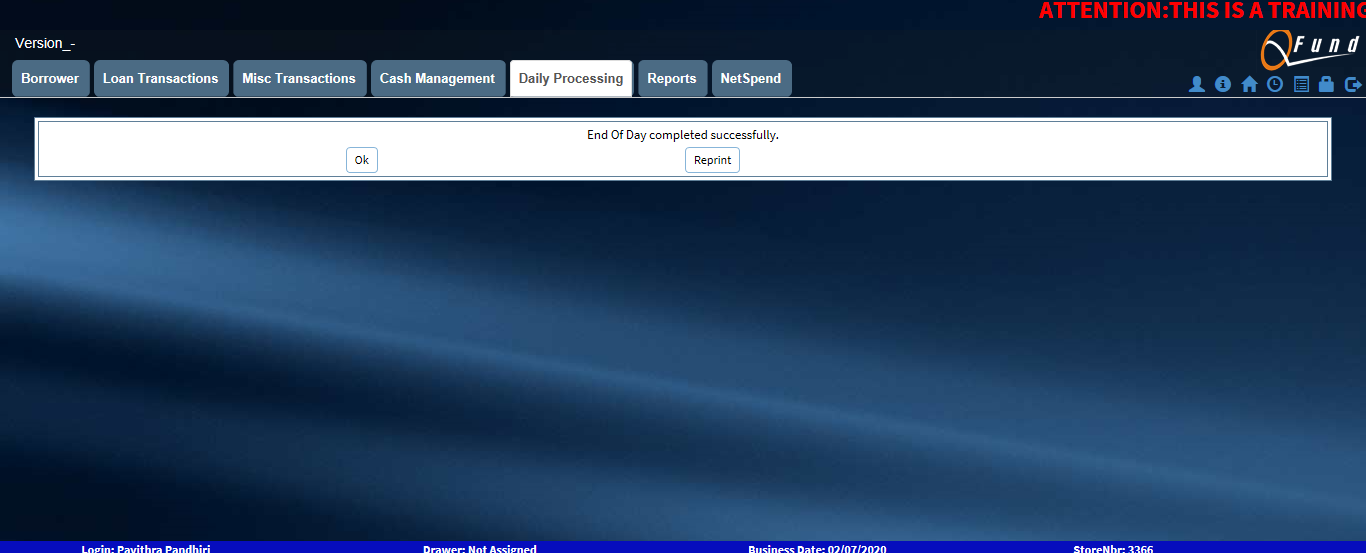 ATTENTION:THIS IS A TRAINING
Version_-
QFund
Borrower Loan Transactions Misc Transactions Cash Management Daily Processing Reports NetSpend
End Of Day completed successfully.
Ok Reprint
Login: Pavithra Pandhiri Drawer: Not Assigned Business Date: 02/07/2020 StoreNbr: 3366